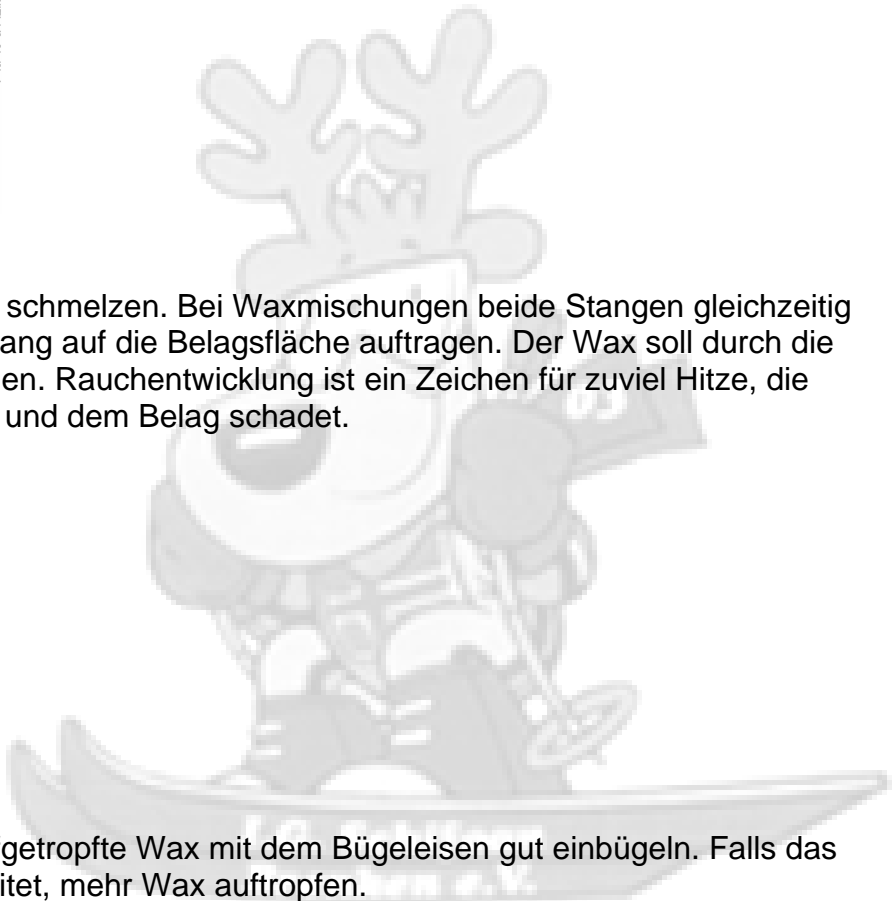 schmelzen. Bei Waxmischungen beide Stangen gleichzeitig
ang auf die Belagsfläche auftragen. Der Wax soll durch die
en. Rauchentwicklung ist ein Zeichen für zuviel Hitze, die
und dem Belag schadet.
fgetropfte Wax mit dem Bügeleisen gut einbügeln. Falls das
itet, mehr Wax auftropfen.